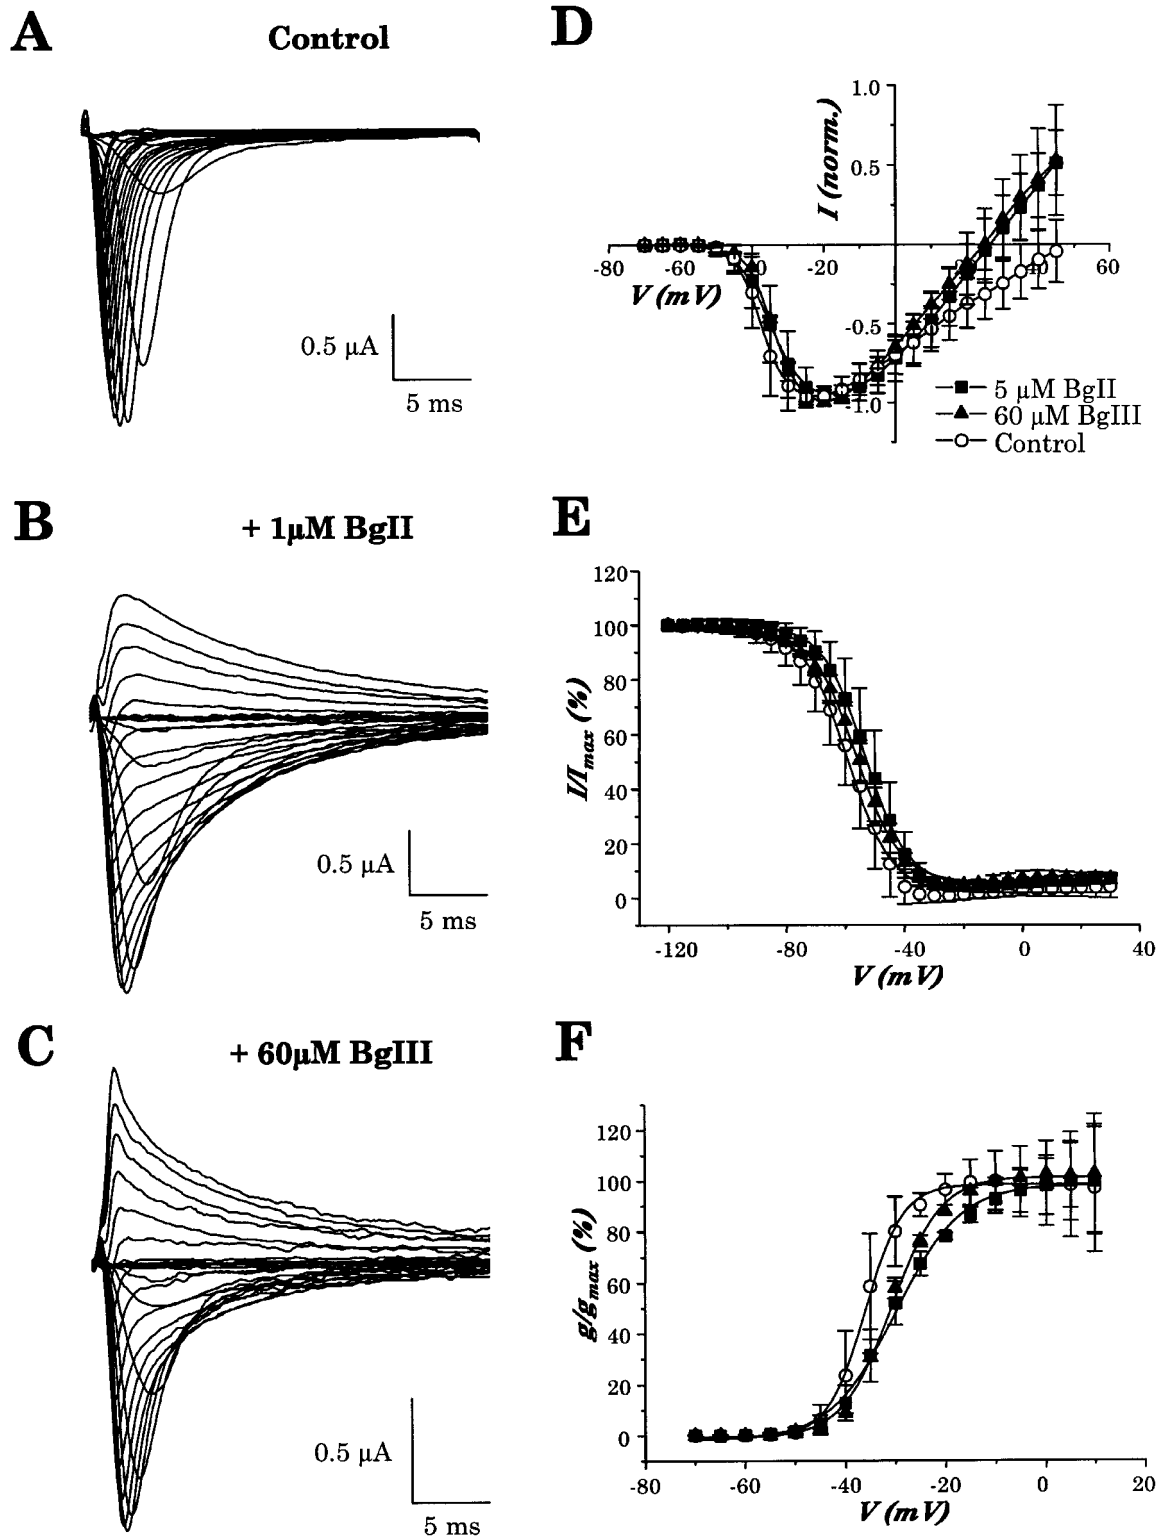 A
Control
0.5 μA
5 ms
B
+ 1μM BgII
0.5 μA
5 ms
C
+ 60μM BgIII
0.5 μA
5 ms
D
I (norm.)
1.0
0.5
-0.5
-1.0
-80
-60
-20
40
60
V (mV)
5 μM BgII
60 μM BgIII
Control
E
I/Imax (%)
120
100
80
60
40
20
0
-120
-80
-40
0
40
V (mV)
F
g/gmax (%)
120
100
80
60
40
20
0
-80
-60
-40
-20
0
20
V (mV)